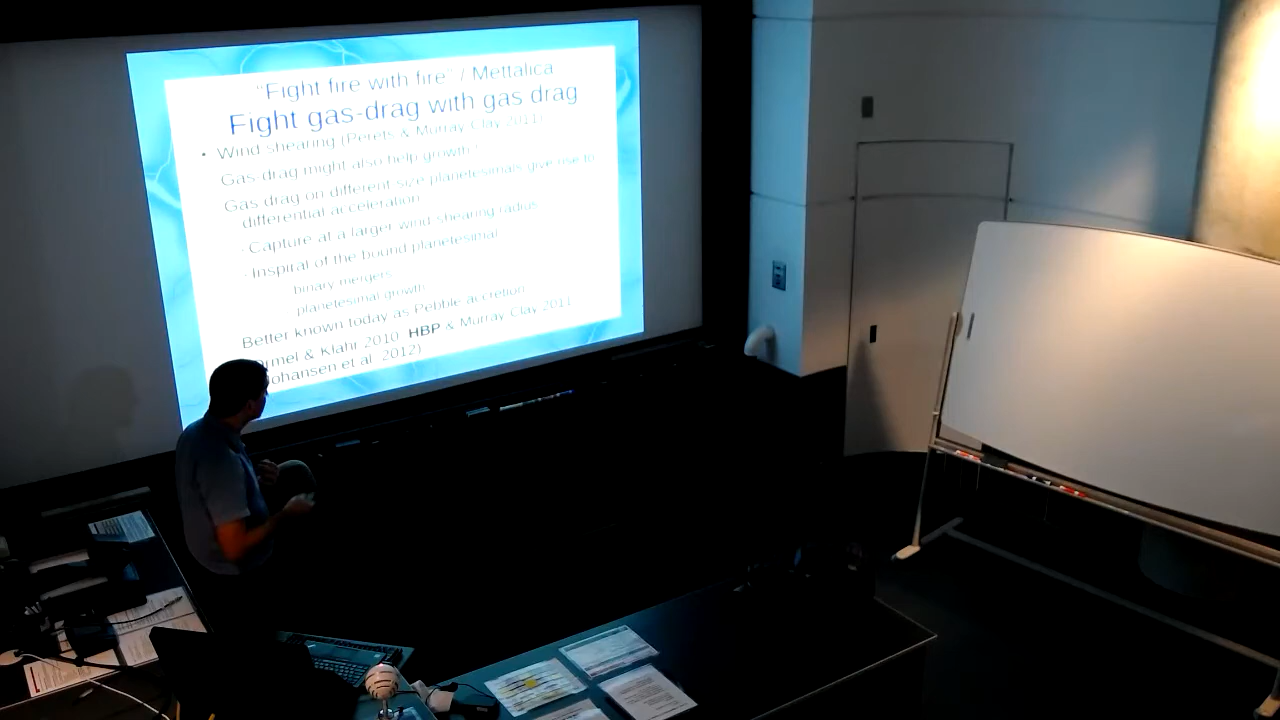 "Fight fire with fire" / Mettalica
Fight gas-drag with gas drag
• Wind shearing (Perets & Murray-Clay 2011)
Gas-drag might also help growth!
Gas drag on different size planetesimals give rise to
differential acceleration
- Capture at a larger wind-shearing radius
- Inspiral of the bound planetesimal
binary mergers
planetesimal growth
Better known today as Pebble accretion
Ormel & Klahr 2010, HBP & Murray Clay 2011
Johansen et al. 2012)